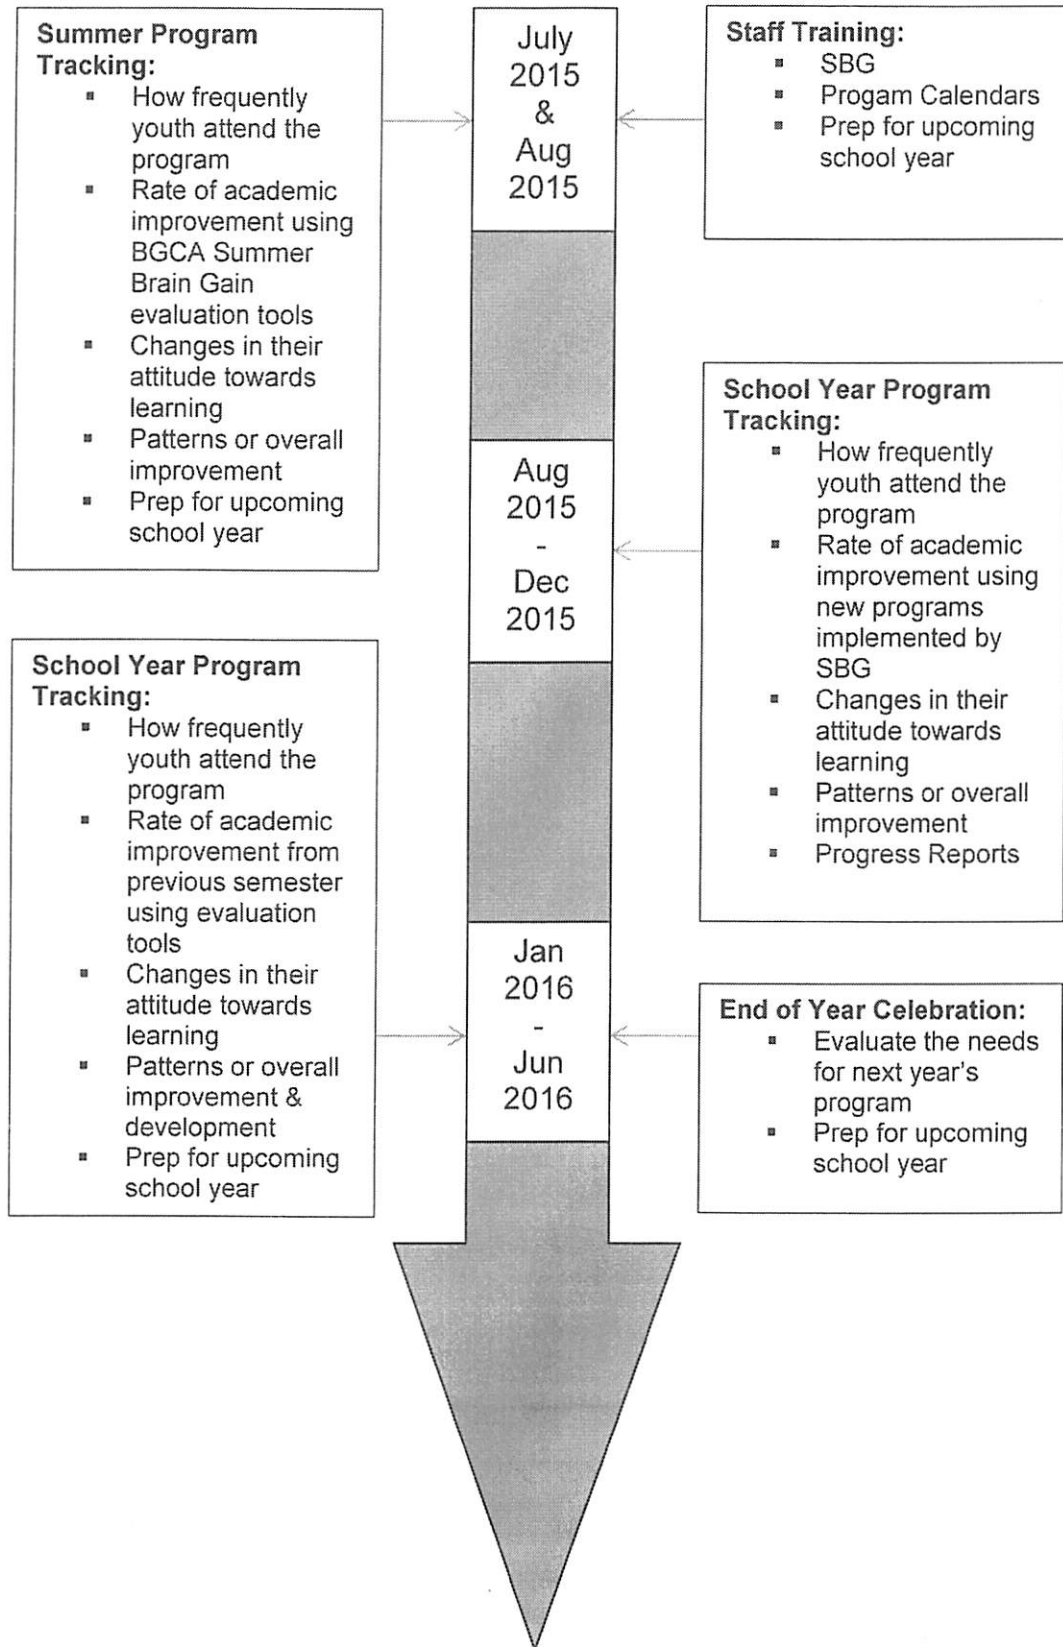 Summer Program
Tracking:
▪ How frequently
youth attend the
program
▪ Rate of academic
improvement using
BGCA Summer
Brain Gain
evaluation tools
▪ Changes in their
attitude towards
learning
▪ Patterns or overall
improvement
▪ Prep for upcoming
school year
July
2015
&
Aug
2015
Staff Training:
▪ SBG
▪ Progam Calendars
▪ Prep for upcoming
school year
Aug
2015
-
Dec
2015
School Year Program
Tracking:
▪ How frequently
youth attend the
program
▪ Rate of academic
improvement using
new programs
implemented by
SBG
▪ Changes in their
attitude towards
learning
▪ Patterns or overall
improvement
▪ Progress Reports
School Year Program
Tracking:
▪ How frequently
youth attend the
program
▪ Rate of academic
improvement from
previous semester
using evaluation
tools
▪ Changes in their
attitude towards
learning
▪ Patterns or overall
improvement &
development
▪ Prep for upcoming
school year
Jan
2016
-
Jun
2016
End of Year Celebration:
▪ Evaluate the needs
for next year's
program
▪ Prep for upcoming
school year